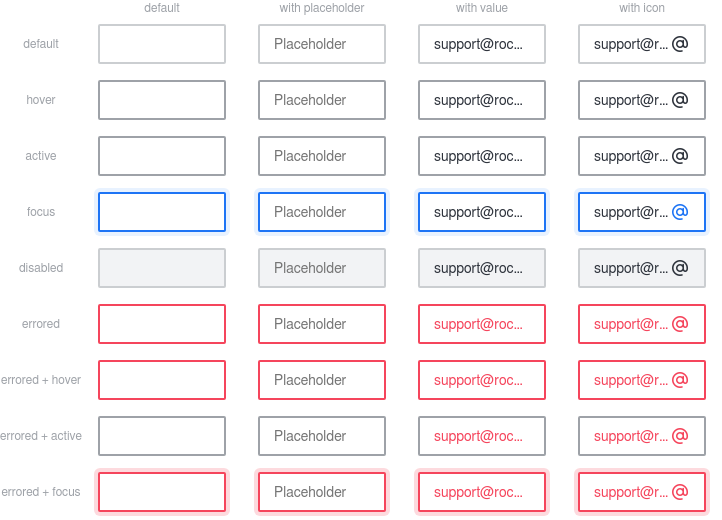 default with placeholder with value with icon
default Placeholder support@roc... support@r... @
hover Placeholder support@roc... support@r... @
active Placeholder support@roc... support@r... @
focus Placeholder support@roc... support@r... @
disabled Placeholder support@roc... support@r... @
errored Placeholder support@roc... support@r... @
errored + hover Placeholder support@roc... support@r... @
errored + active Placeholder support@roc... support@r... @
errored + focus Placeholder support@roc... support@r... @